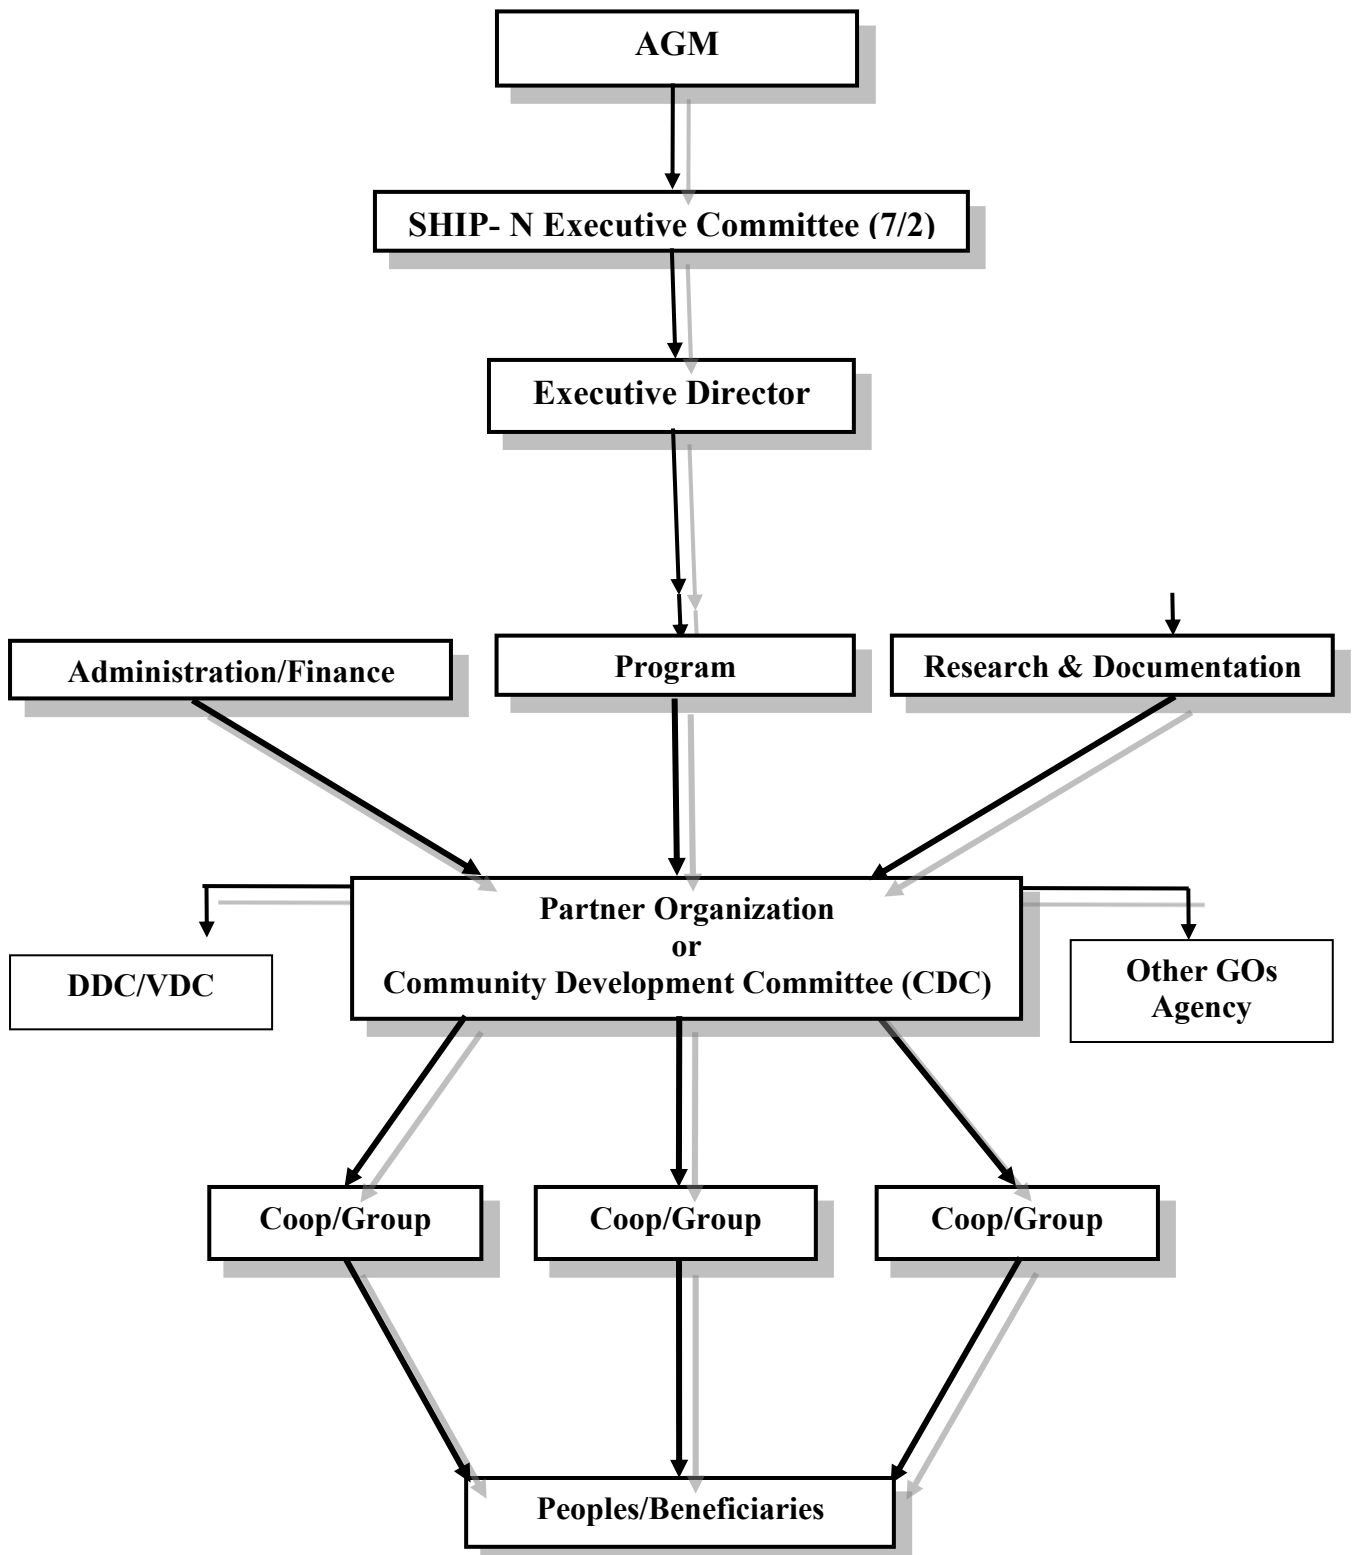 AGM
SHIP- N Executive Committee (7/2)
Executive Director
Administration/Finance
Program
Research & Documentation
Partner Organization
or
Community Development Committee (CDC)
DDC/VDC
Other GOs
Agency
Coop/Group
Coop/Group
Coop/Group
Peoples/Beneficiaries